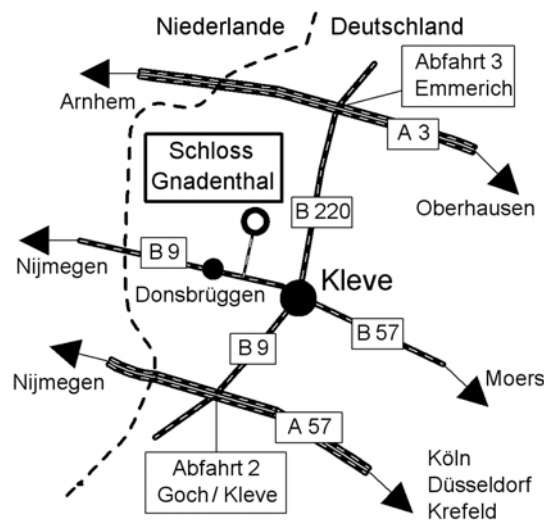 Niederlande
Deutschland
Abfahrt 3
Emmerich
Arnhem
A 3
Schloss
Gnadenthal
Oberhausen
B 220
B 9
Nijmegen
Donsbrüggen
Kleve
B 9
B 57
Nijmegen
Moers
A 57
Abfahrt 2
Goch / Kleve
Köln
Düsseldorf
Krefeld